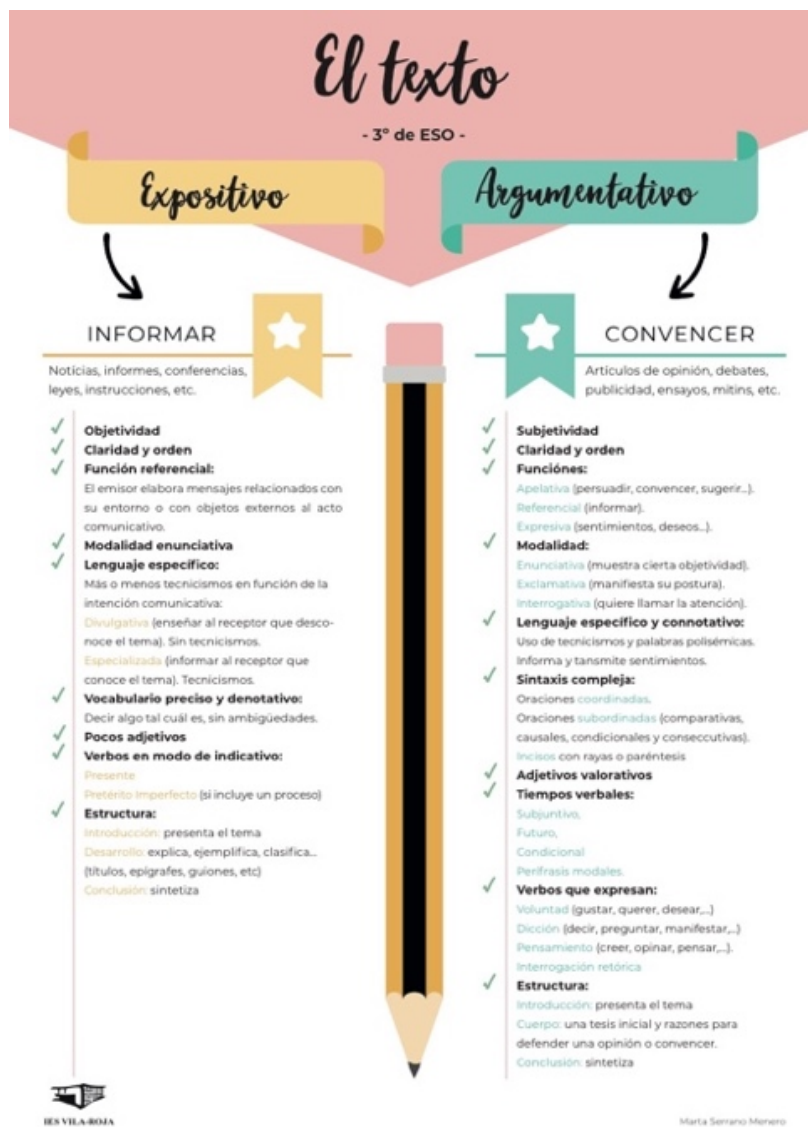 El texto
- 3º de ESO -
Expositivo
Argumentativo
INFORMAR
Noticias, informes, conferencias,
leyes, instrucciones, etc.
Objetividad
Claridad y orden
Función referencial:
El emisor elabora mensajes relacionados con
su entorno o con objetos externos al acto
comunicativo.
Modalidad enunciativa
Lenguaje específico:
Más o menos tecnicismos en función de la
intención comunicativa:
Divulgativa (enseñar al receptor que desco-
noce el tema). Sin tecnicismos.
Especializada (informar al receptor que
conoce el tema). Tecnicismos.
Vocabulario preciso y denotativo:
Decir algo tal cuál es, sin ambigüedades.
Pocos adjetivos
Verbos en modo de indicativo:
Presente
Pretérito Imperfecto (si incluye un proceso)
Estructura:
Introducción: presenta el tema
Desarrollo: explica, ejemplifica, clasifica...
(títulos, epígrafes, guiones, etc)
Conclusión: sintetiza
CONVENCER
Artículos de opinión, debates,
publicidad, ensayos, mitins, etc.
Subjetividad
Claridad y orden
Funciónes:
Apelativa (persuadir, convencer, sugerir...).
Referencial (informar).
Expresiva (sentimientos, deseos...).
Modalidad:
Enunciativa (muestra cierta objetividad).
Exclamativa (manifiesta su postura).
Interrogativa (quiere llamar la atención).
Lenguaje específico y connotativo:
Uso de tecnicismos y palabras polisémicas.
Informa y tansmite sentimientos.
Sintaxis compleja:
Oraciones coordinadas.
Oraciones subordinadas (comparativas,
causales, condicionales y conseccutivas).
Incisos con rayas o paréntesis
Adjetivos valorativos
Tiempos verbales:
Subjuntivo,
Futuro,
Condicional
Perífrasis modales.
Verbos que expresan:
Voluntad (gustar, querer, desear,...)
Dicción (decir, preguntar, manifestar,...)
Pensamiento (creer, opinar, pensar,...).
Interrogación retórica
Estructura:
Introducción: presenta el tema
Cuerpo: una tesis inicial y razones para
defender una opinión o convencer.
Conclusión: sintetiza
IES VILA-ROJA
Marta Serrano Menero